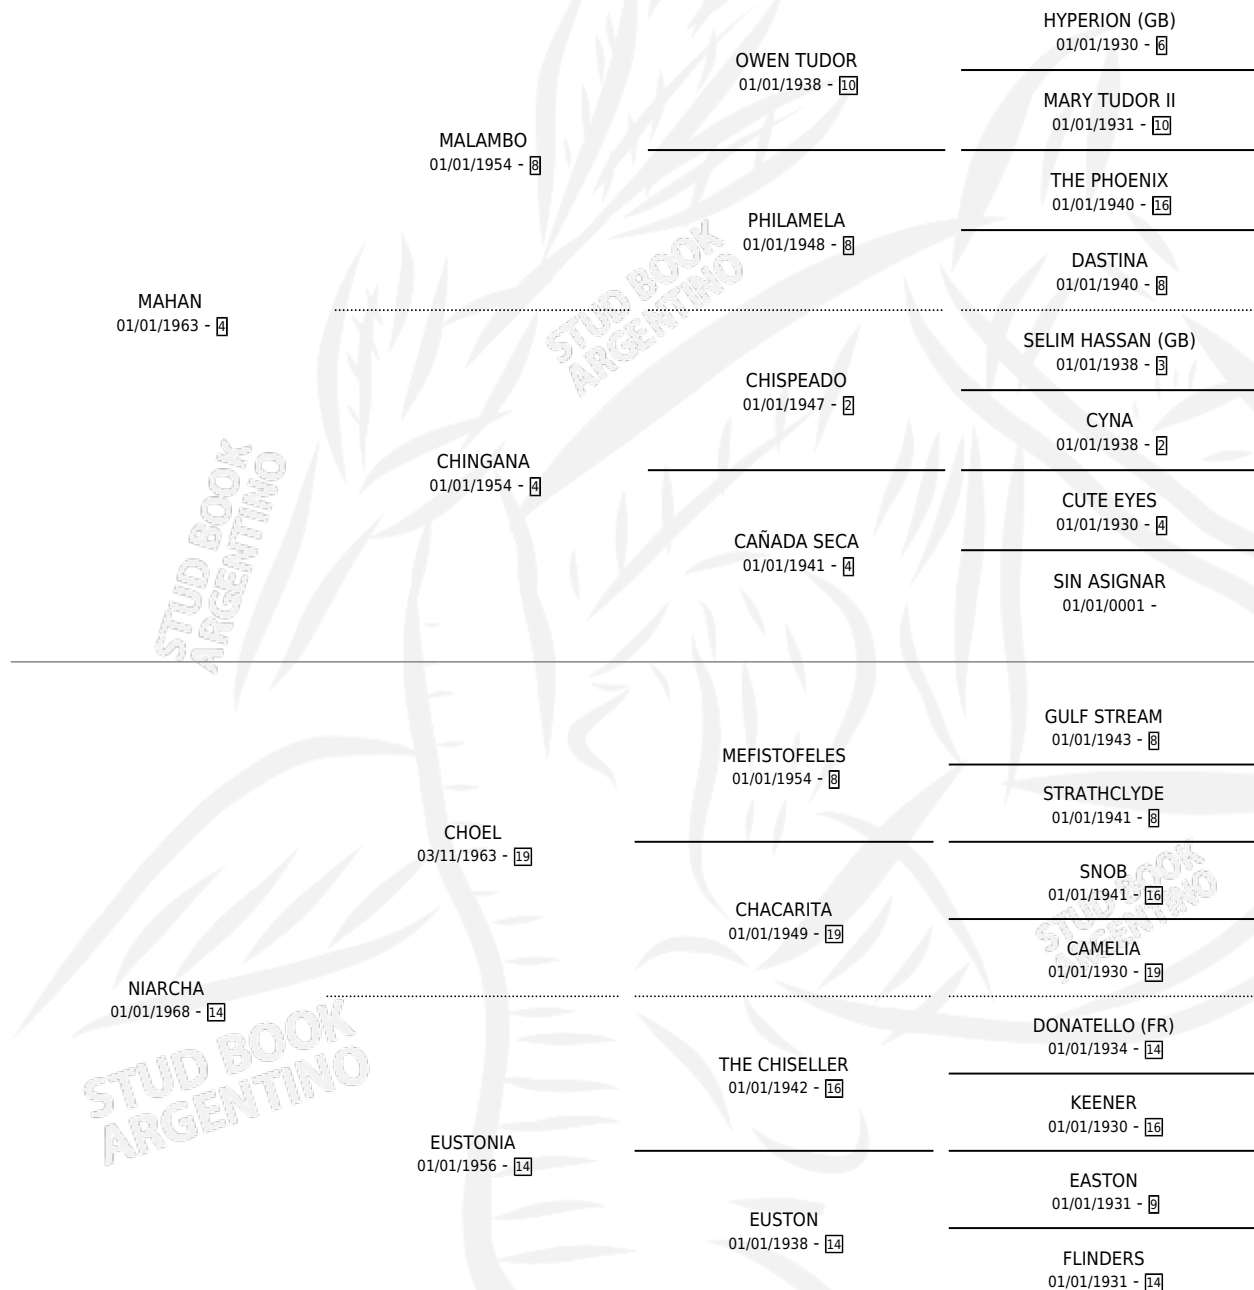 HYPERION (GB)
01/01/1930 - 6
OWEN TUDOR
01/01/1938 - 10
MARY TUDOR II
01/01/1931 - 10
MALAMBO
01/01/1954 - 8
THE PHOENIX
01/01/1940 - 16
PHILAMELA
01/01/1948 - 8
DASTINA
01/01/1940 - 8
MAHAN
01/01/1963 - 4
SELIM HASSAN (GB)
01/01/1938 - 3
CHISPEADO
01/01/1947 - 2
CYNA
01/01/1938 - 2
CHINGANA
01/01/1954 - 4
CUTE EYES
01/01/1930 - 4
CAÑADA SECA
01/01/1941 - 4
SIN ASIGNAR
01/01/0001 -
GULF STREAM
01/01/1943 - 8
MEFISTOFELES
01/01/1954 - 8
STRATHCLYDE
01/01/1941 - 8
CHOEL
03/11/1963 - 19
SNOB
01/01/1941 - 16
CHACARITA
01/01/1949 - 19
CAMELIA
01/01/1930 - 19
NIARCHA
01/01/1968 - 14
DONATELLO (FR)
01/01/1934 - 14
THE CHISELLER
01/01/1942 - 16
KEENER
01/01/1930 - 16
EUSTONIA
01/01/1956 - 14
EASTON
01/01/1931 - 9
EUSTON
01/01/1938 - 14
FLINDERS
01/01/1931 - 14
STUD BOOK
ARGENTINO
STUD BOOK
ARGENTINO
STUD BOOK
ARGENTINO
STUD BOOK
ARGENTINO